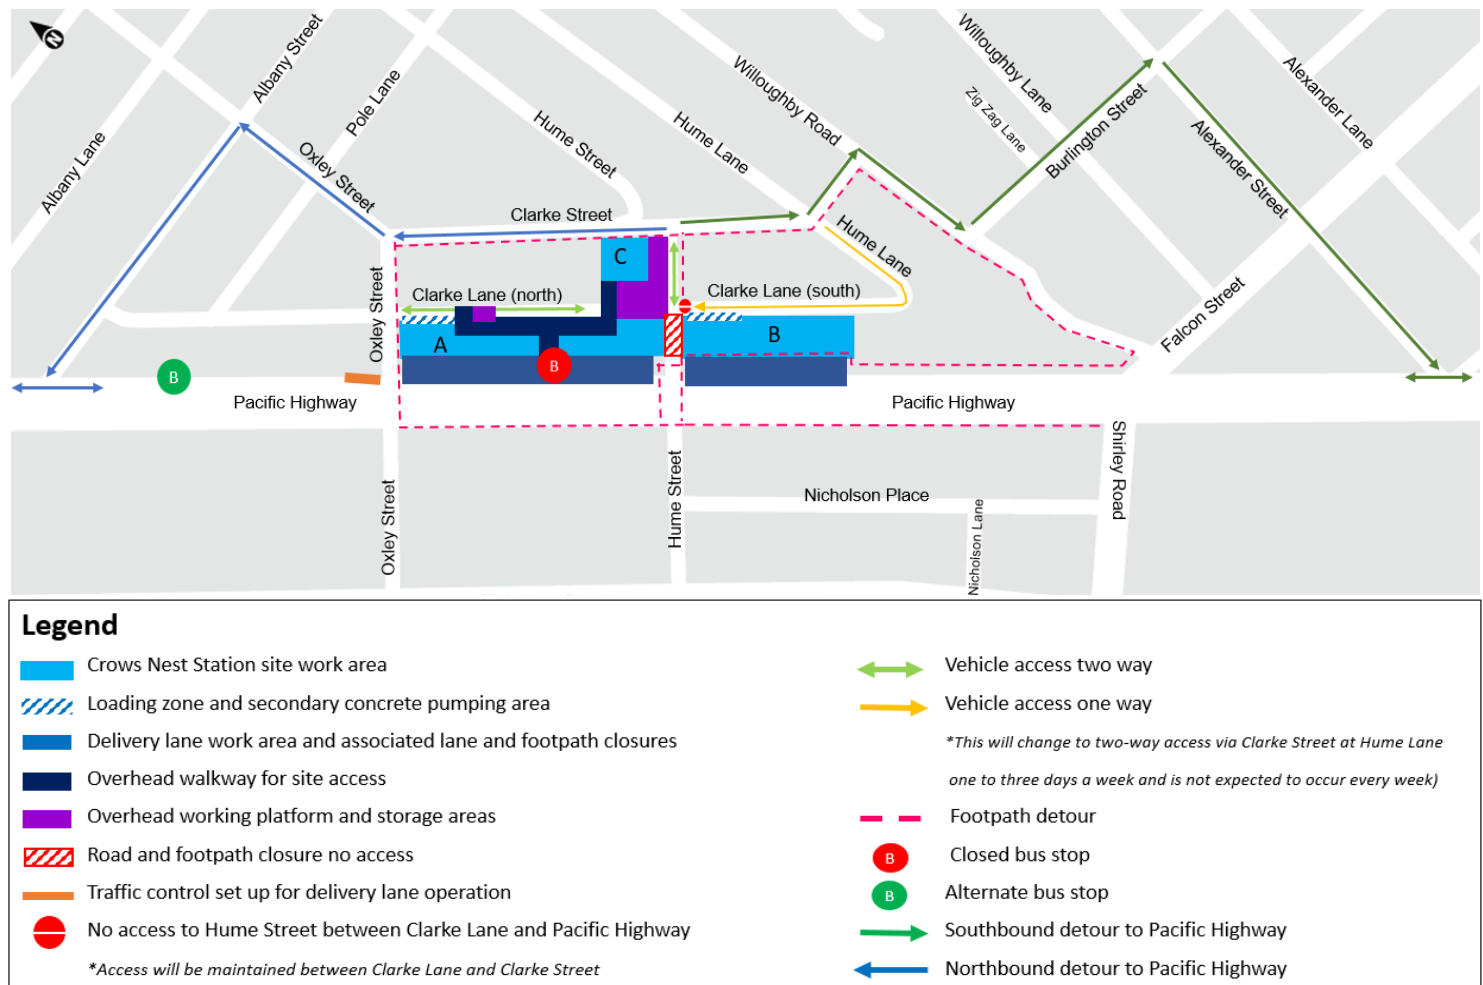 N
Albany Street
Albany Lane
Pole Lane
Oxley Street
Hume Street
Hume Lane
Willoughby Road
Willoughby Lane
Zig Zag Lane
Burlington Street
Alexander Lane
Alexander Street
Falcon Street
Clarke Street
Hume Lane
C
Clarke Lane (north)
Clarke Lane (south)
Oxley Street
A
B
B
B
Pacific Highway
Pacific Highway
Oxley Street
Hume Street
Shirley Road
Nicholson Place
Nicholson Lane
Legend
Crows Nest Station site work area
Loading zone and secondary concrete pumping area
Delivery lane work area and associated lane and footpath closures
Overhead walkway for site access
Overhead working platform and storage areas
Road and footpath closure no access
Traffic control set up for delivery lane operation
No access to Hume Street between Clarke Lane and Pacific Highway
*Access will be maintained between Clarke Lane and Clarke Street
Vehicle access two way
Vehicle access one way
*This will change to two-way access via Clarke Street at Hume Lane
one to three days a week and is not expected to occur every week)
Footpath detour
B Closed bus stop
B Alternate bus stop
Southbound detour to Pacific Highway
Northbound detour to Pacific Highway